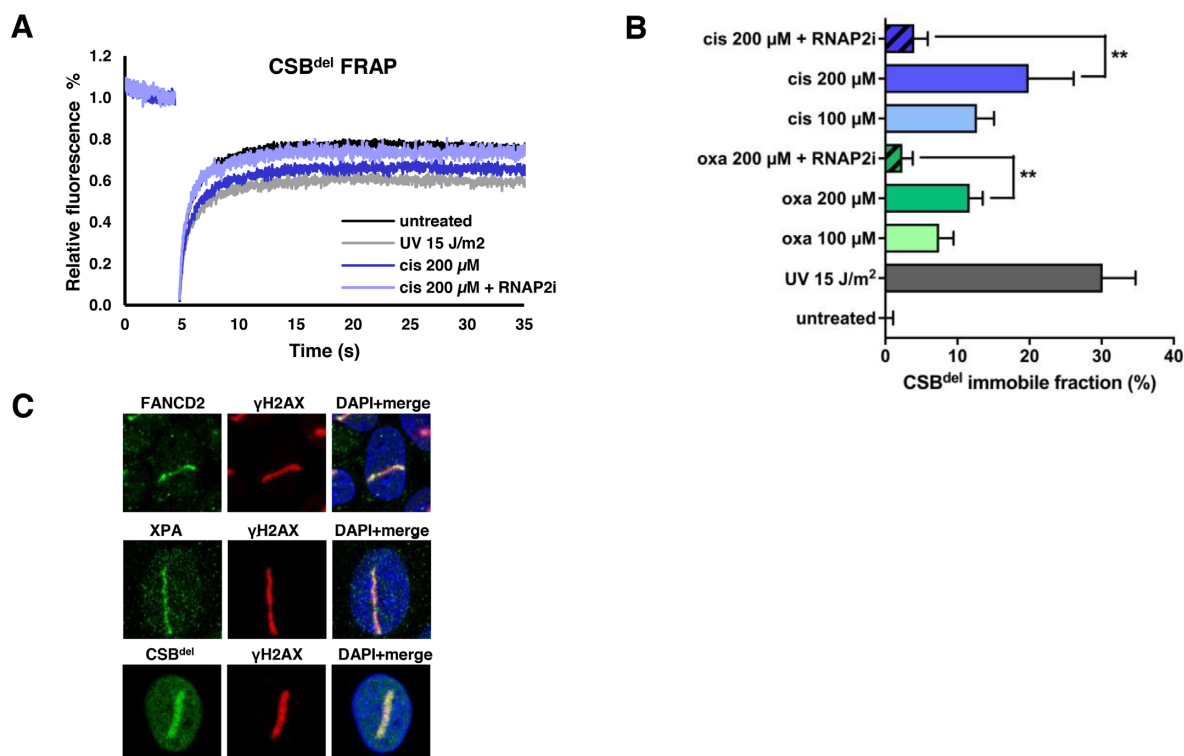 A
CSBdel FRAP
Relative fluorescence %
1.2
1.0
0.8
0.6
0.4
0.2
0.0
untreated
UV 15 J/m2
cis 200 µM
cis 200 µM + RNAP2i
0 5 10 15 20 25 30 35
Time (s)
B
cis 200 µM + RNAP2i
cis 200 µM
**
cis 100 µM
oxa 200 µM + RNAP2i
oxa 200 µM
**
oxa 100 µM
UV 15 J/m2
untreated
0 10 20 30 40
CSBdel immobile fraction (%)
C
FANCD2 γH2AX DAPI+merge
XPA γH2AX DAPI+merge
CSBdel γH2AX DAPI+merge